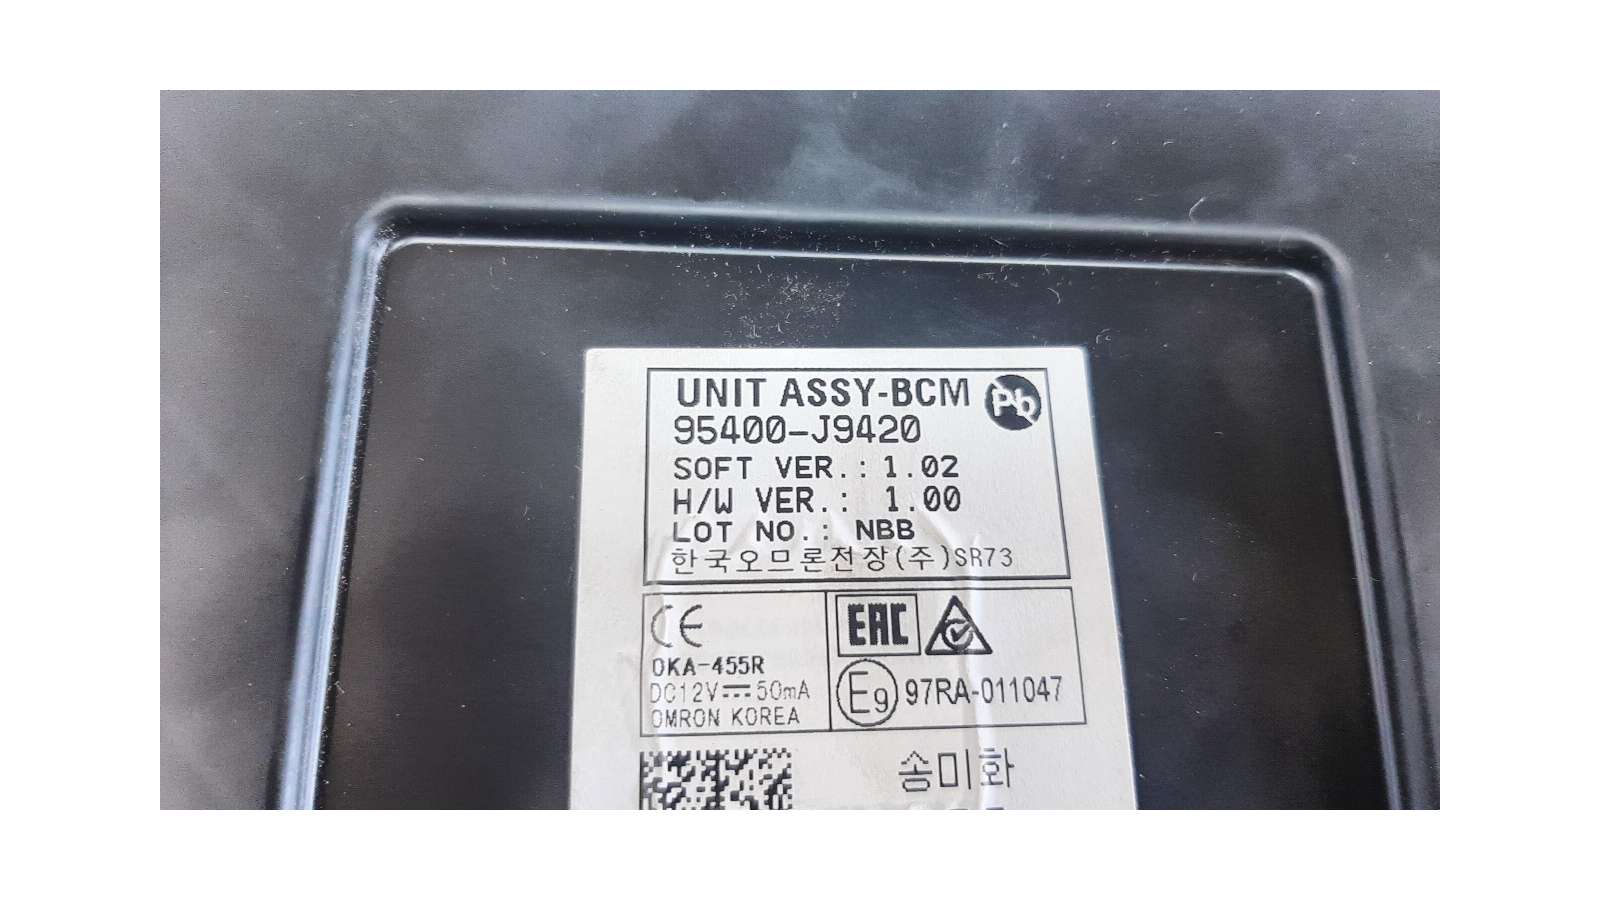 UNIT ASSY-BCM Pb
95400-J9420
SOFT VER.: 1.02
H/W VER.: 1.00
LOT NO.: NBB
한국오므론전장(주)SR73
CE
OKA-455R
DC12V⎓50mA
OMRON KOREA
EAC
E9 97RA-011047
송미화